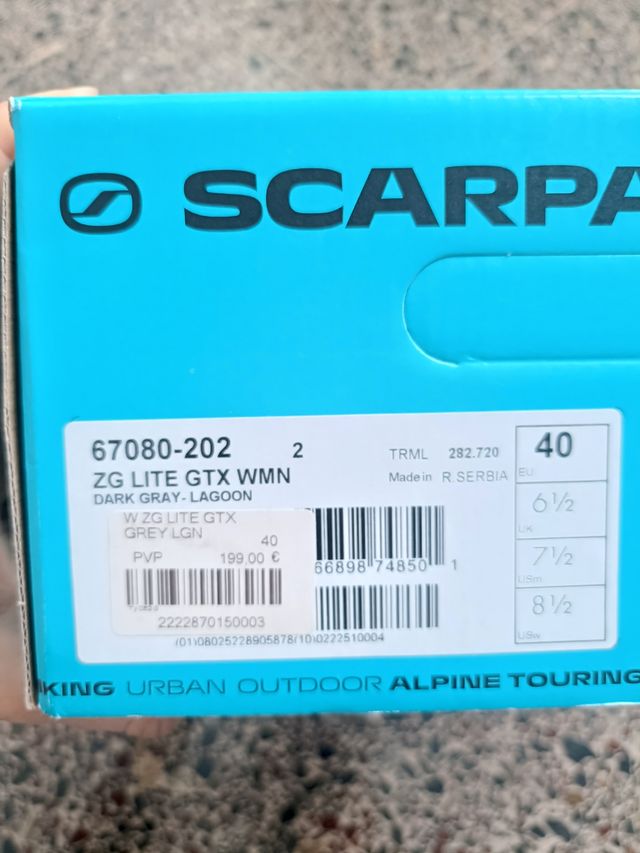 SCARPA
67080-202 2
ZG LITE GTX WMN
DARK GRAY-LAGOON
TRML 282.720
Made in R.SERBIA
40
EU
6½
UK
7½
USm
8½
USw
W ZG LITE GTX
GREY LGN
40
PVP 199,00 €
2222870150003
66898 74850 1
(01)08025228905878(10)0222510004
KING URBAN OUTDOOR ALPINE TOURING